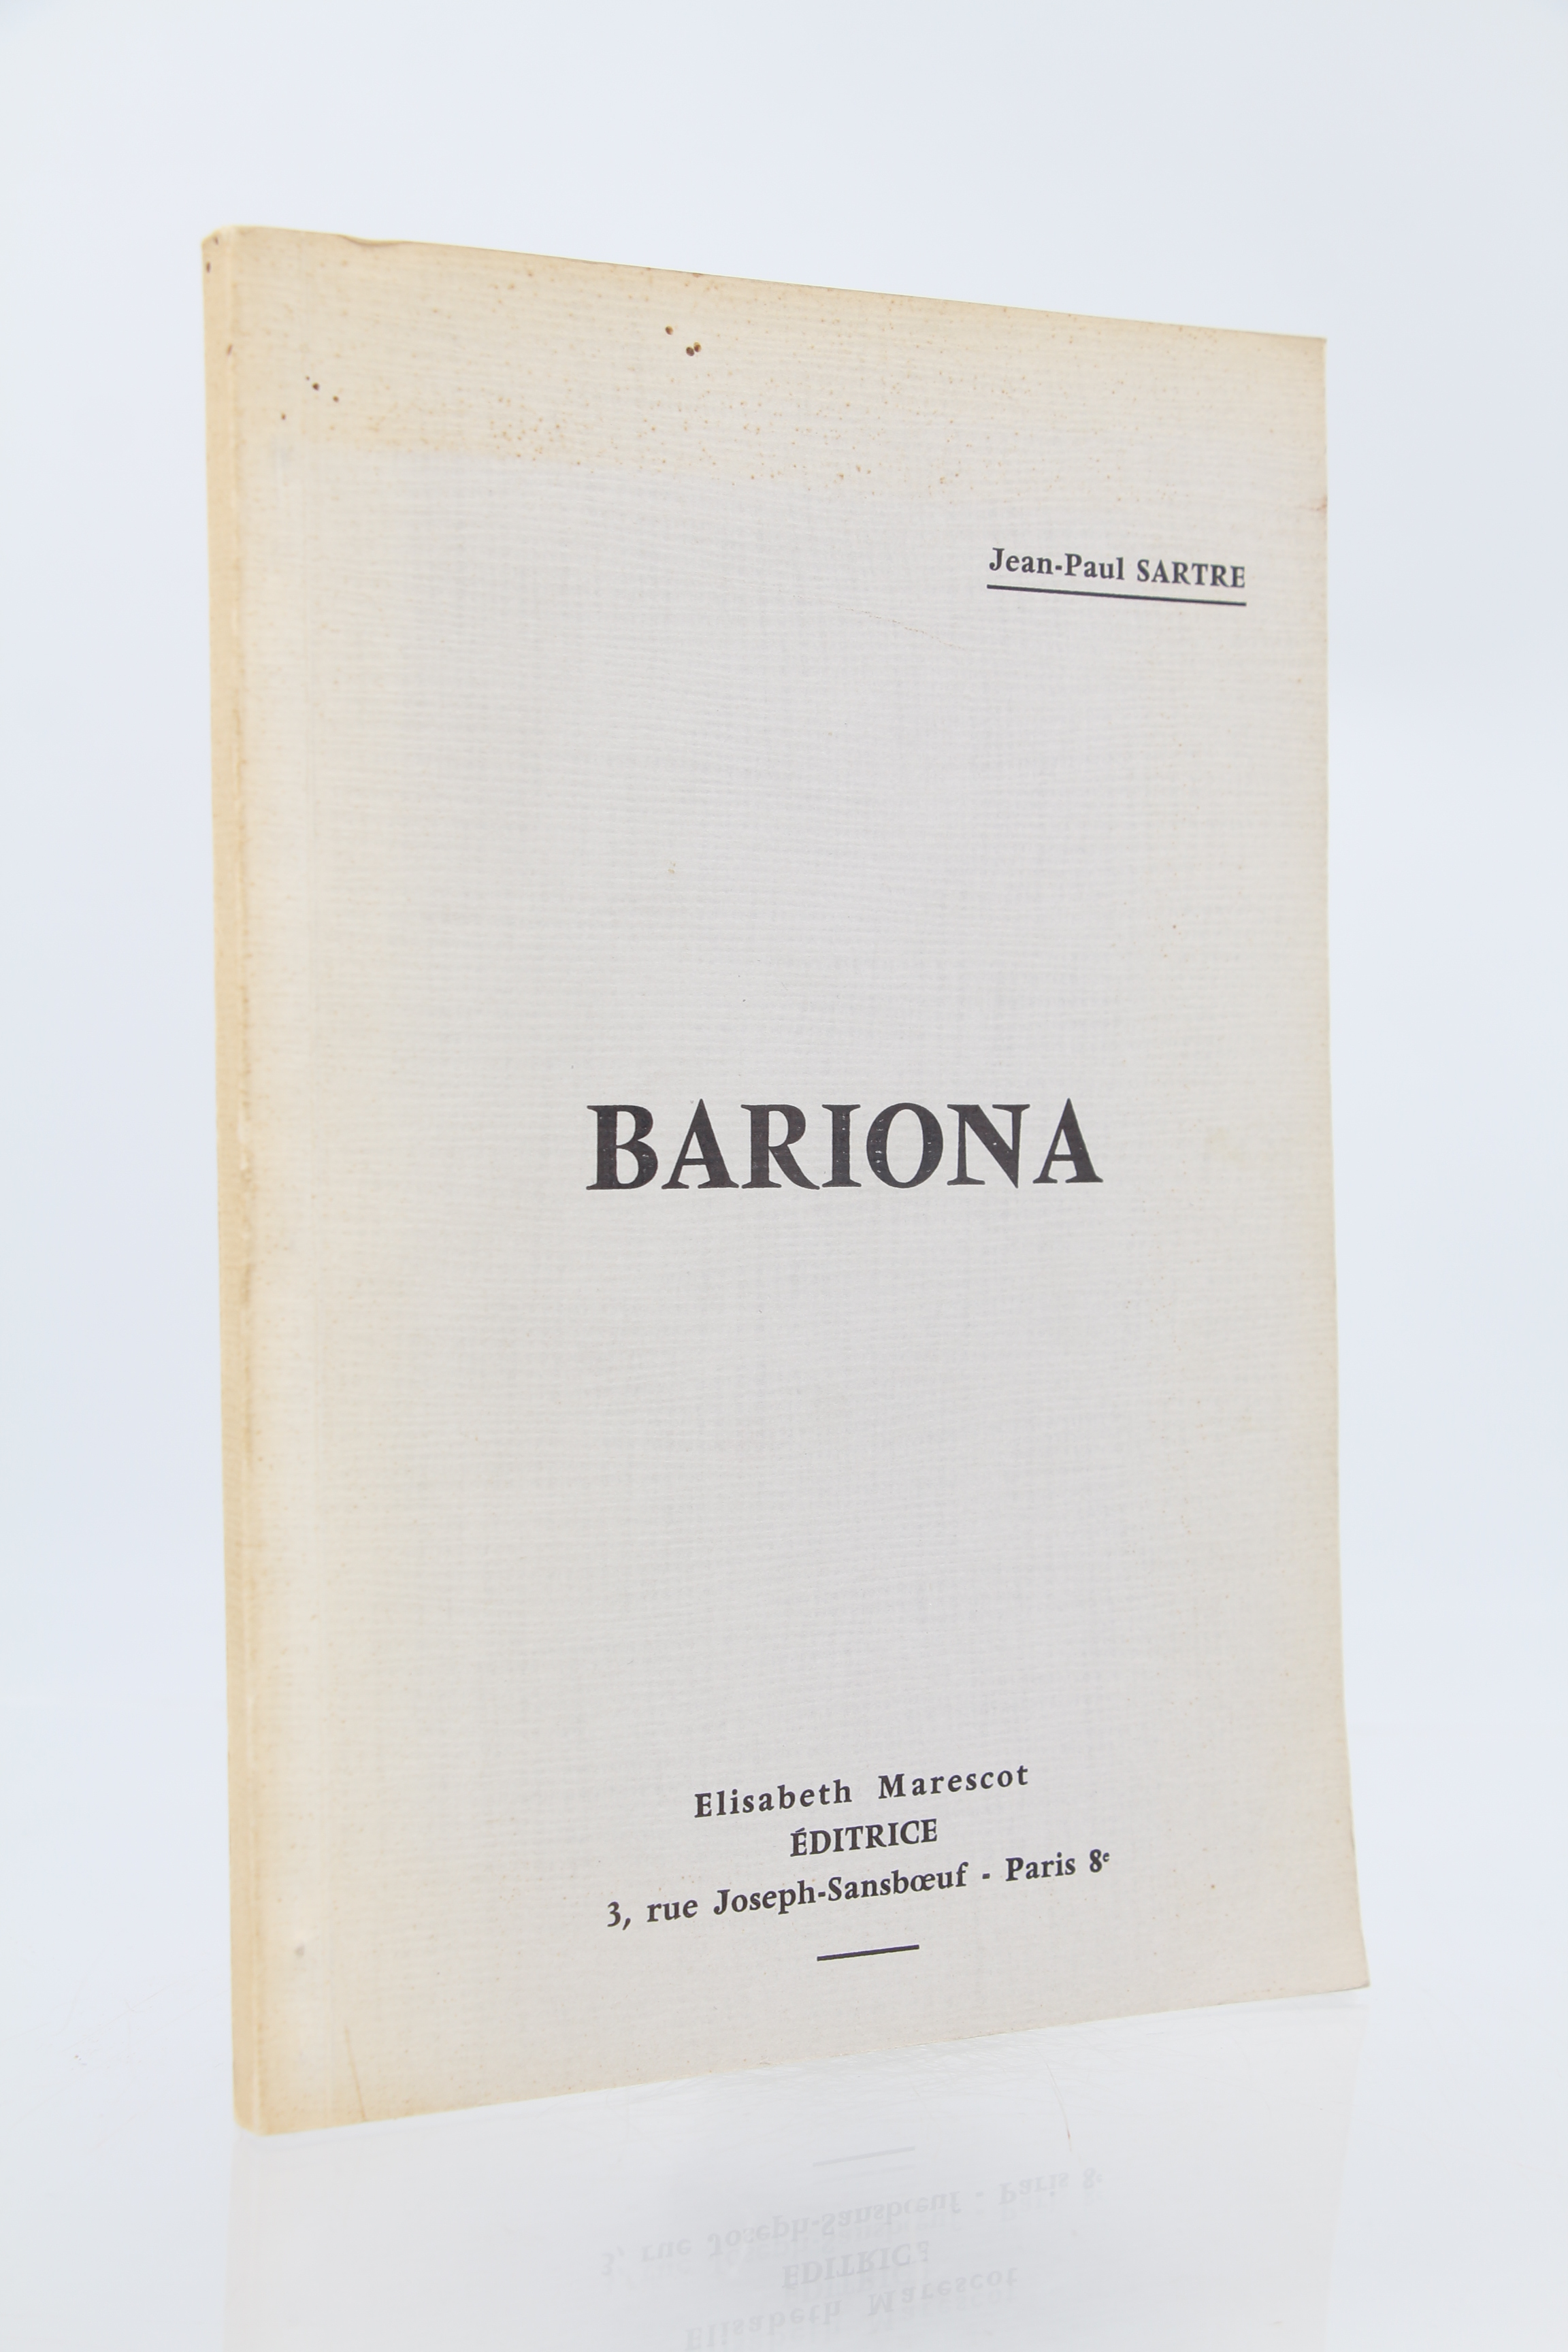 Jean-Paul SARTRE
BARIONA
Elisabeth Marescot
ÉDITRICE
3, rue Joseph-Sansbœuf - Paris 8e